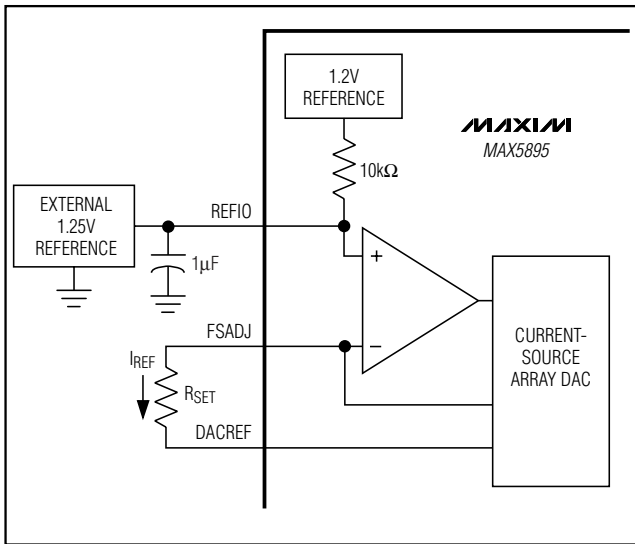 1.2V
REFERENCE
MAXIM
MAX5895
10kΩ
EXTERNAL
1.25V
REFERENCE
REFIO
1µF
+
FSADJ
−
CURRENT-
SOURCE
ARRAY DAC
IREF
RSET
DACREF